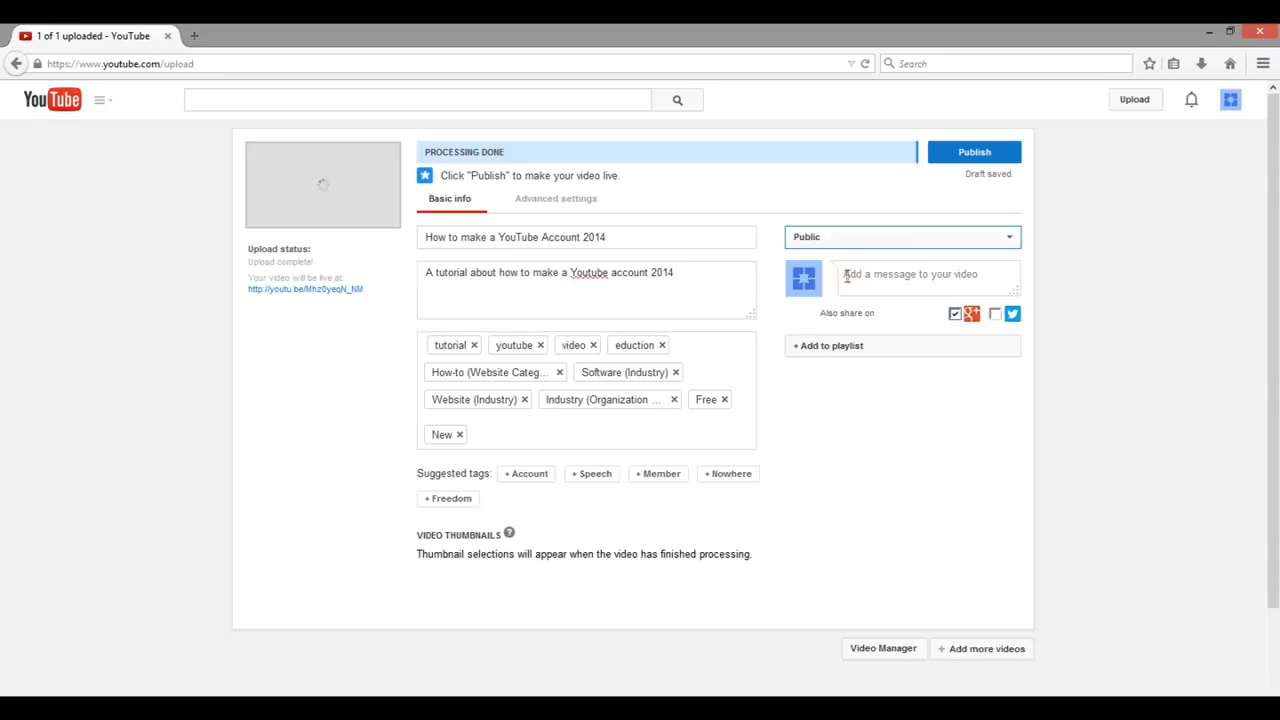 1 of 1 uploaded - YouTube
https://www.youtube.com/upload
Search
YouTube
Upload
PROCESSING DONE
Publish
Click "Publish" to make your video live.
Draft saved.
Basic info
Advanced settings
Upload status:
Upload complete!
Your video will be live at:
http://youtu.be/Mhz0yeqN_NM
How to make a YouTube Account 2014
A tutorial about how to make a Youtube account 2014
tutorial youtube video eduction
How-to (Website Categ... Software (Industry)
Website (Industry) Industry (Organization ... Free
New
Suggested tags: + Account + Speech + Member + Nowhere
+ Freedom
VIDEO THUMBNAILS ?
Thumbnail selections will appear when the video has finished processing.
Public
Add a message to your video
Also share on
g+
+ Add to playlist
Video Manager
+ Add more videos